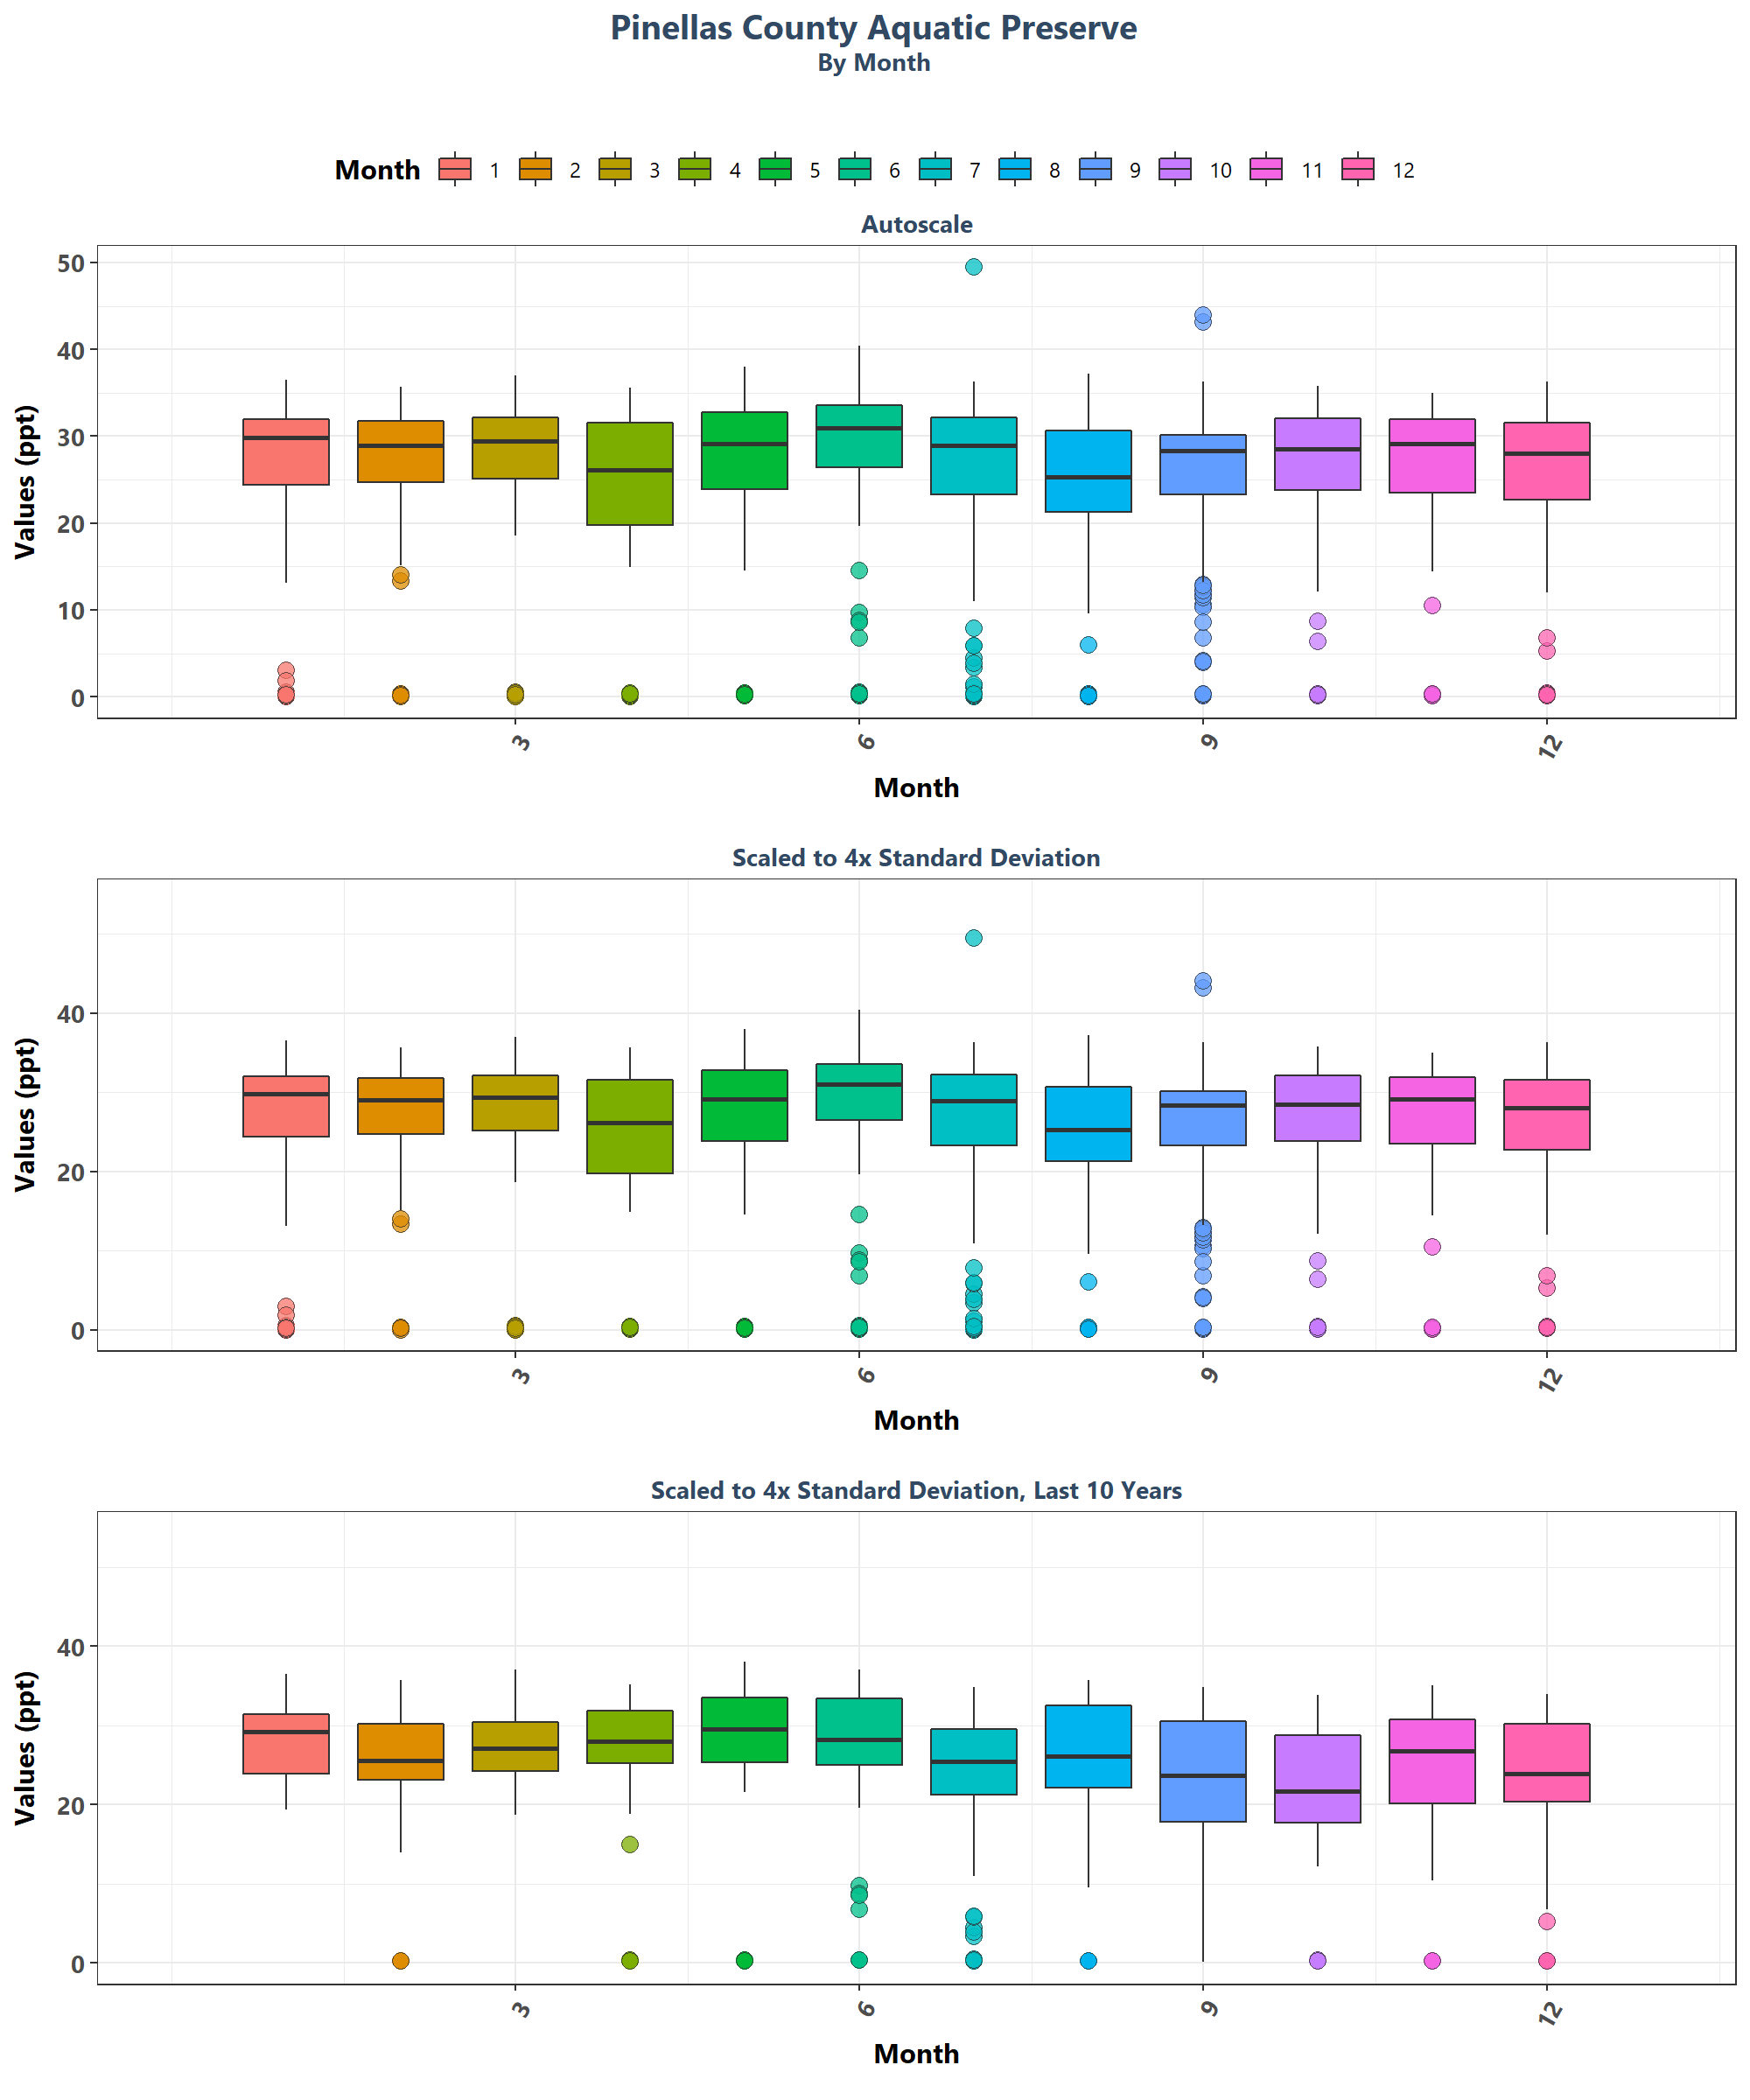 Pinellas County Aquatic Preserve
By Month
Month 1 2 3 4 5 6 7 8 9 10 11 12
Autoscale
Values (ppt)
50
40
30
20
10
0
3 6 9 12
Month
Scaled to 4x Standard Deviation
Values (ppt)
40
20
0
3 6 9 12
Month
Scaled to 4x Standard Deviation, Last 10 Years
Values (ppt)
40
20
0
3 6 9 12
Month